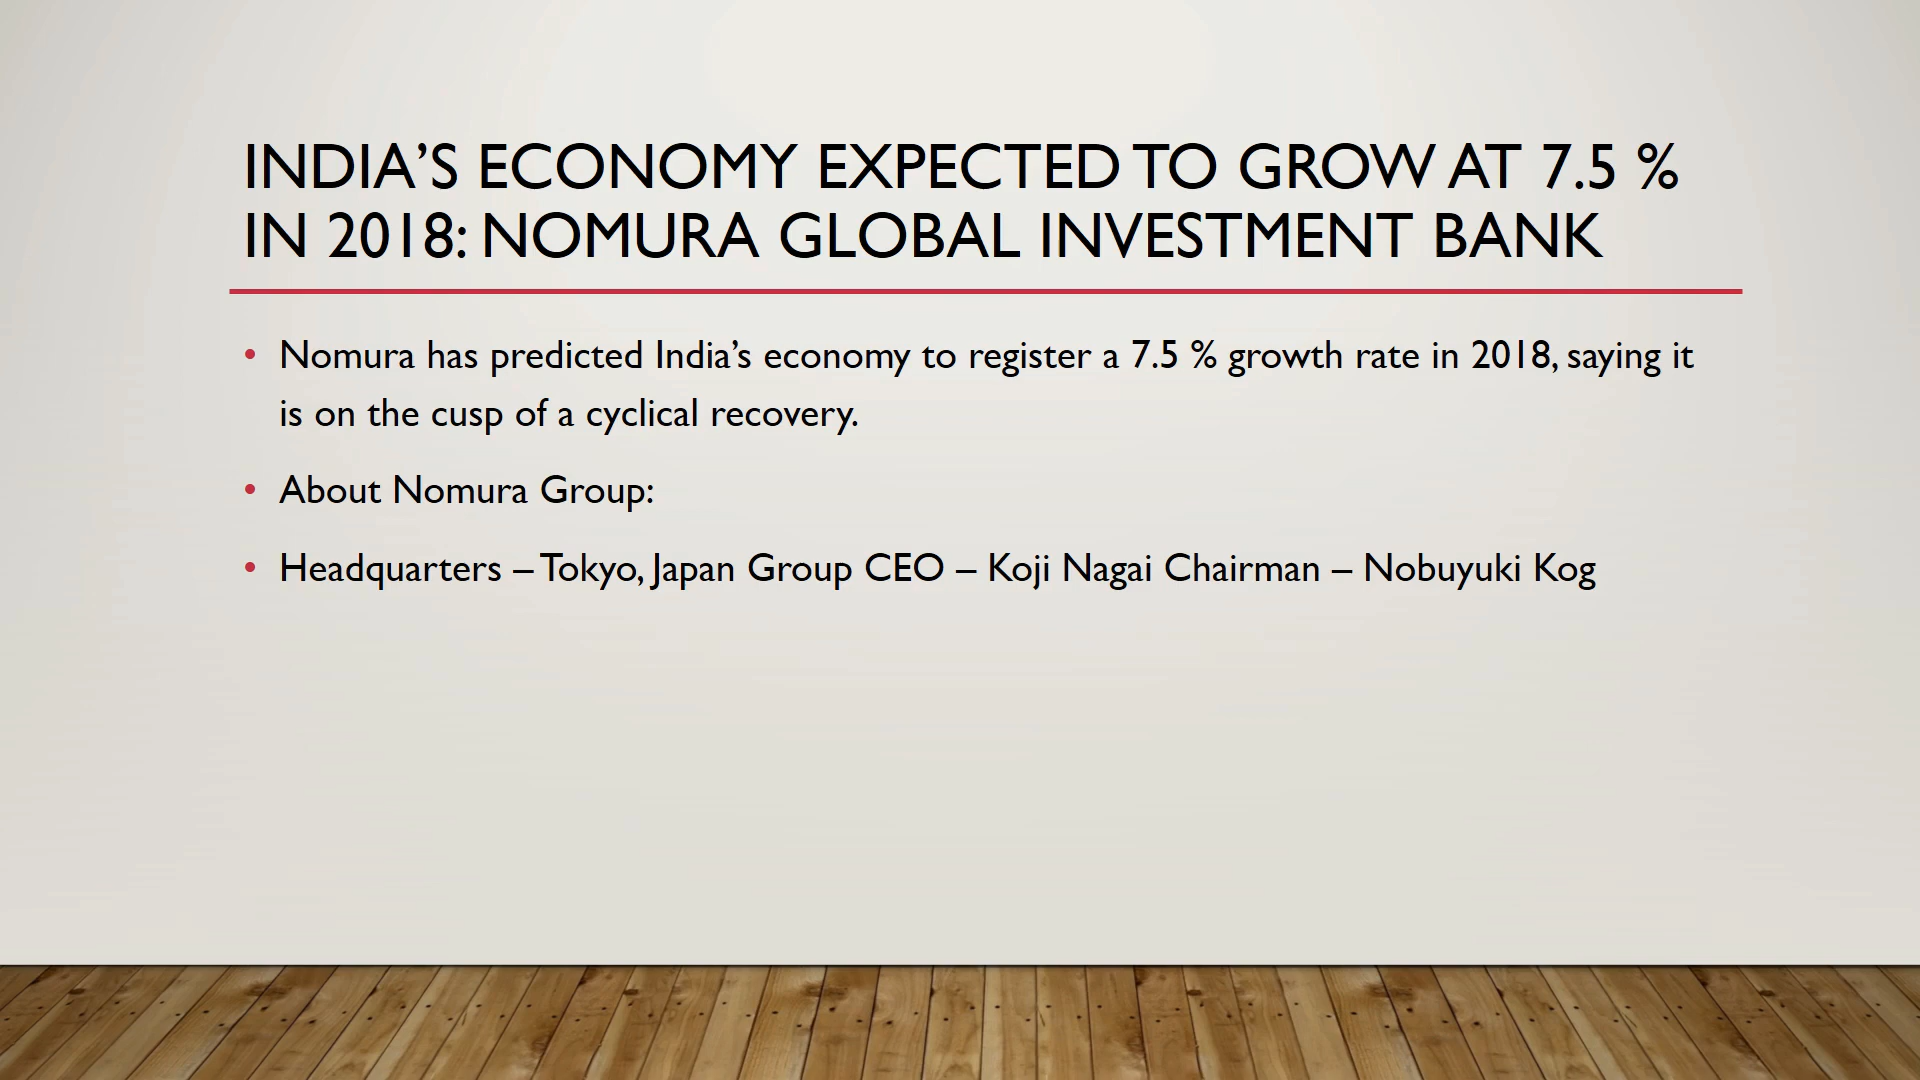 INDIA’S ECONOMY EXPECTED TO GROW AT 7.5 %
IN 2018: NOMURA GLOBAL INVESTMENT BANK
• Nomura has predicted India’s economy to register a 7.5 % growth rate in 2018, saying it
is on the cusp of a cyclical recovery.
• About Nomura Group:
• Headquarters – Tokyo, Japan Group CEO – Koji Nagai Chairman – Nobuyuki Kog